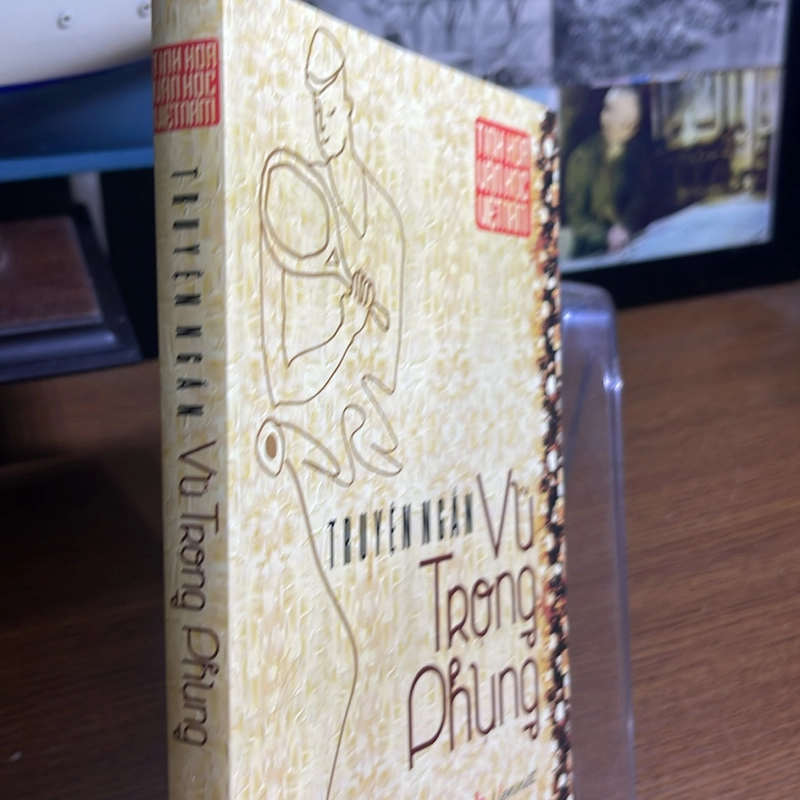 TINH HOA
VĂN HỌC
VIỆT NAM
TRUYỆN NGẮN Vũ Trọng Phụng
TINH HOA
VĂN HỌC
VIỆT NAM
TRUYỆN NGẮN Vũ
Trọng
Phụng